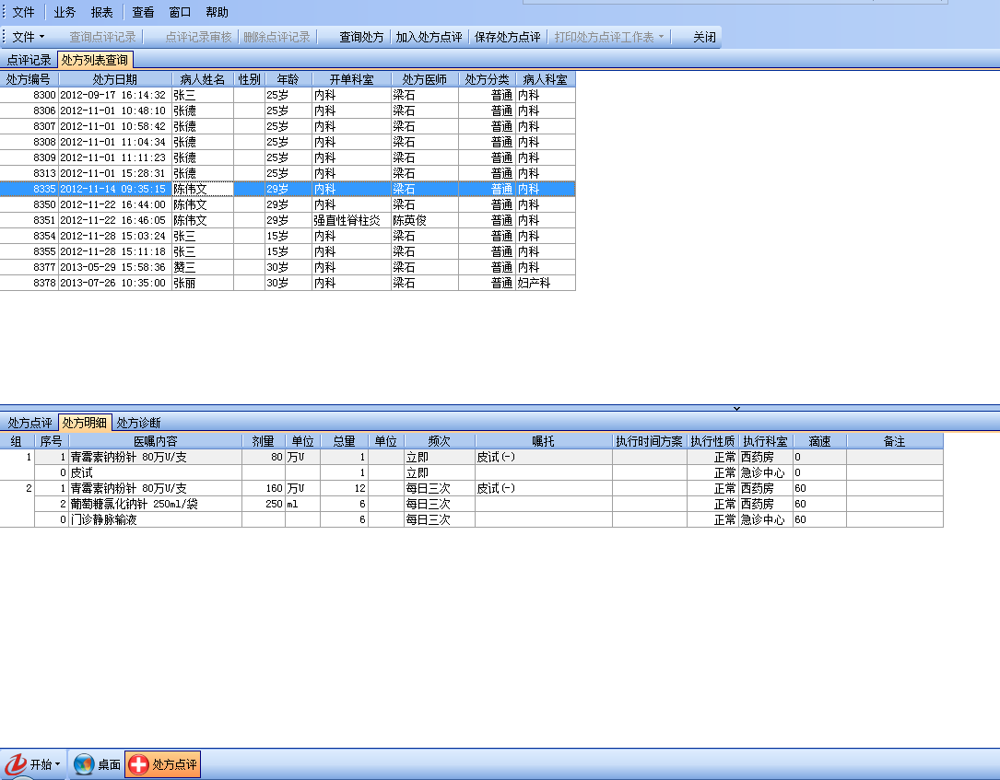 文件 业务 报表 查看 窗口 帮助
文件 查询点评记录 点评记录审核 删除点评记录 查询处方 加入处方点评 保存处方点评 打印处方点评工作表 关闭
点评记录 处方列表查询
处方编号 处方日期 病人姓名 性别 年龄 开单科室 处方医师 处方分类 病人科室
8300 2012-09-17 16:14:32 张三 25岁 内科 梁石 普通 内科
8306 2012-11-01 10:48:10 张德 25岁 内科 梁石 普通 内科
8307 2012-11-01 10:58:42 张德 25岁 内科 梁石 普通 内科
8308 2012-11-01 11:04:34 张德 25岁 内科 梁石 普通 内科
8309 2012-11-01 11:11:23 张德 25岁 内科 梁石 普通 内科
8313 2012-11-01 15:28:31 张德 25岁 内科 梁石 普通 内科
8335 2012-11-14 09:35:15 陈伟文 29岁 内科 梁石 普通 内科
8350 2012-11-22 16:44:00 陈伟文 29岁 内科 梁石 普通 内科
8351 2012-11-22 16:46:05 陈伟文 29岁 强直性脊柱炎 陈英俊 普通 内科
8354 2012-11-28 15:03:24 张三 15岁 内科 梁石 普通 内科
8355 2012-11-28 15:11:18 张三 15岁 内科 梁石 普通 内科
8377 2013-05-29 15:58:36 赞三 30岁 内科 梁石 普通 内科
8378 2013-07-26 10:35:00 张丽 30岁 内科 梁石 普通 妇产科
处方点评 处方明细 处方诊断
组 序号 医嘱内容 剂量 单位 总量 单位 频次 嘱托 执行时间方案 执行性质 执行科室 滴速 备注
1 1 青霉素钠粉针 80万U/支 80 万U 1 立即 皮试(-) 正常 西药房 0
0 皮试 1 立即 正常 急诊中心 0
2 1 青霉素钠粉针 80万U/支 160 万U 12 每日三次 皮试(-) 正常 西药房 60
2 葡萄糖氯化钠针 250ml/袋 250 ml 6 每日三次 正常 西药房 60
0 门诊静脉输液 6 每日三次 正常 急诊中心 60
开始 桌面 处方点评